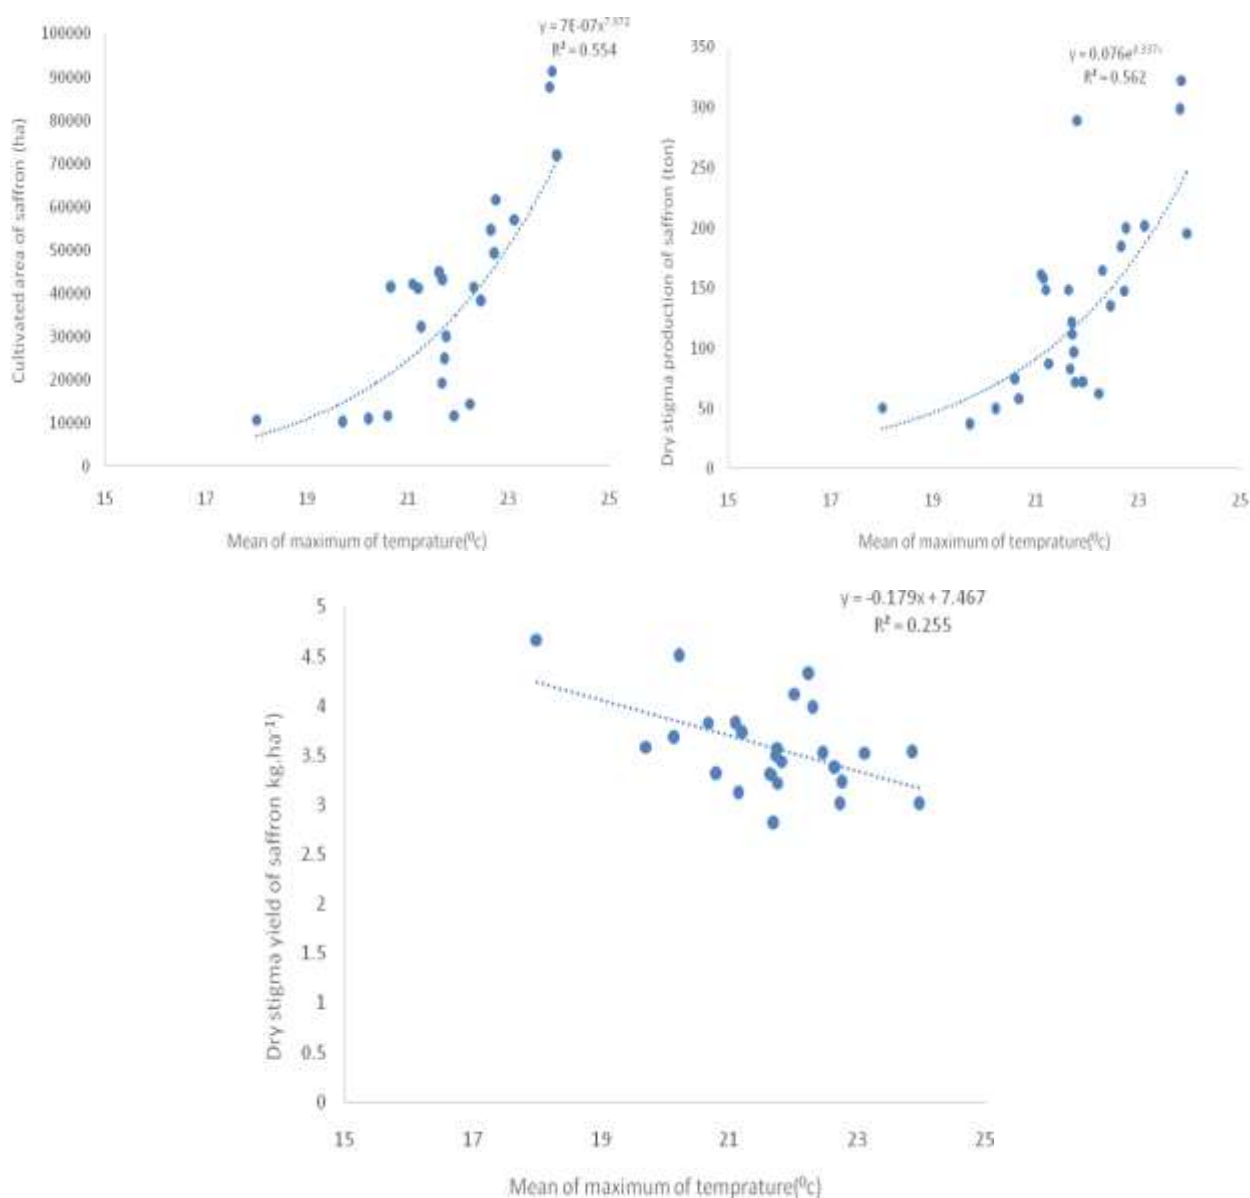 y = 7E-07x
R² = 0.554
Cultivated area of saffron (ha)
100000
90000
80000
70000
60000
50000
40000
30000
20000
10000
0
15 17 19 21 23 25
Mean of maximum of temprature(⁰c)
y = 0.076e
R² = 0.562
Dry stigma production of saffron (ton)
350
300
250
200
150
100
50
0
15 17 19 21 23 25
Mean of maximum of temprature(⁰c)
y = -0.179x + 7.467
R² = 0.255
Dry stigma yield of saffron kg.ha⁻¹)
5
4.5
4
3.5
3
2.5
2
1.5
1
0.5
0
15 17 19 21 23 25
Mean of maximum of temprature(⁰c)